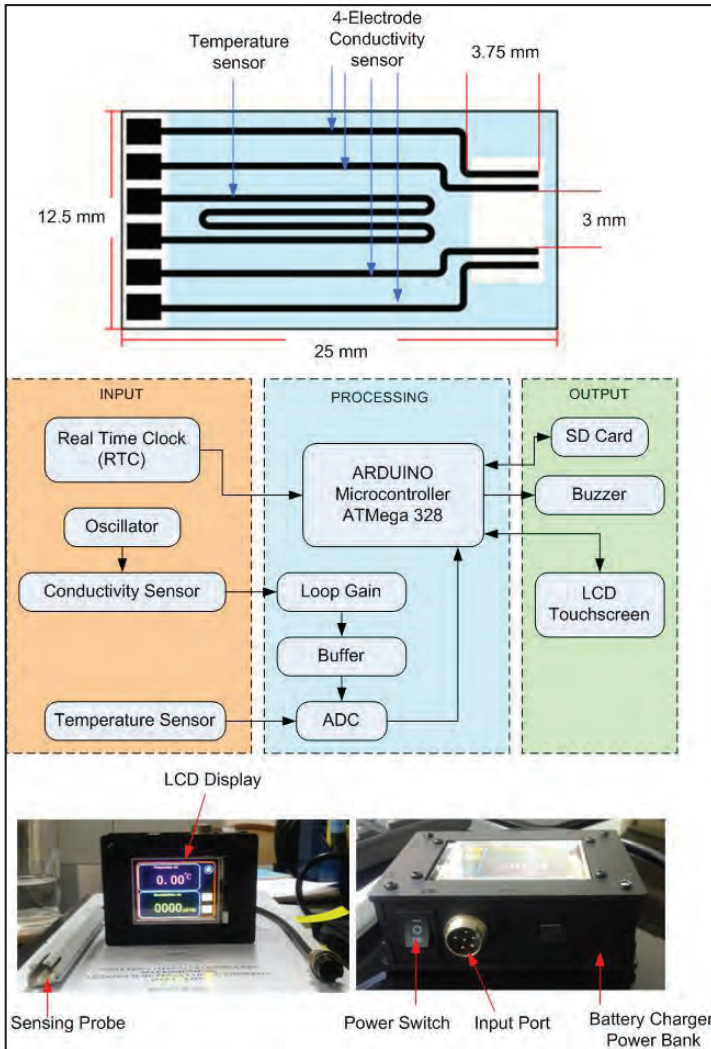 4-Electrode
Conductivity
sensor
Temperature
sensor
3.75 mm
12.5 mm
3 mm
25 mm
INPUT
PROCESSING
OUTPUT
Real Time Clock
(RTC)
ARDUINO
Microcontroller
ATMega 328
SD Card
Buzzer
Oscillator
Conductivity Sensor
Loop Gain
LCD
Touchscreen
Buffer
Temperature Sensor
ADC
LCD Display
0.00°C
0000
Sensing Probe
Power Switch
Input Port
Battery Charger
Power Bank